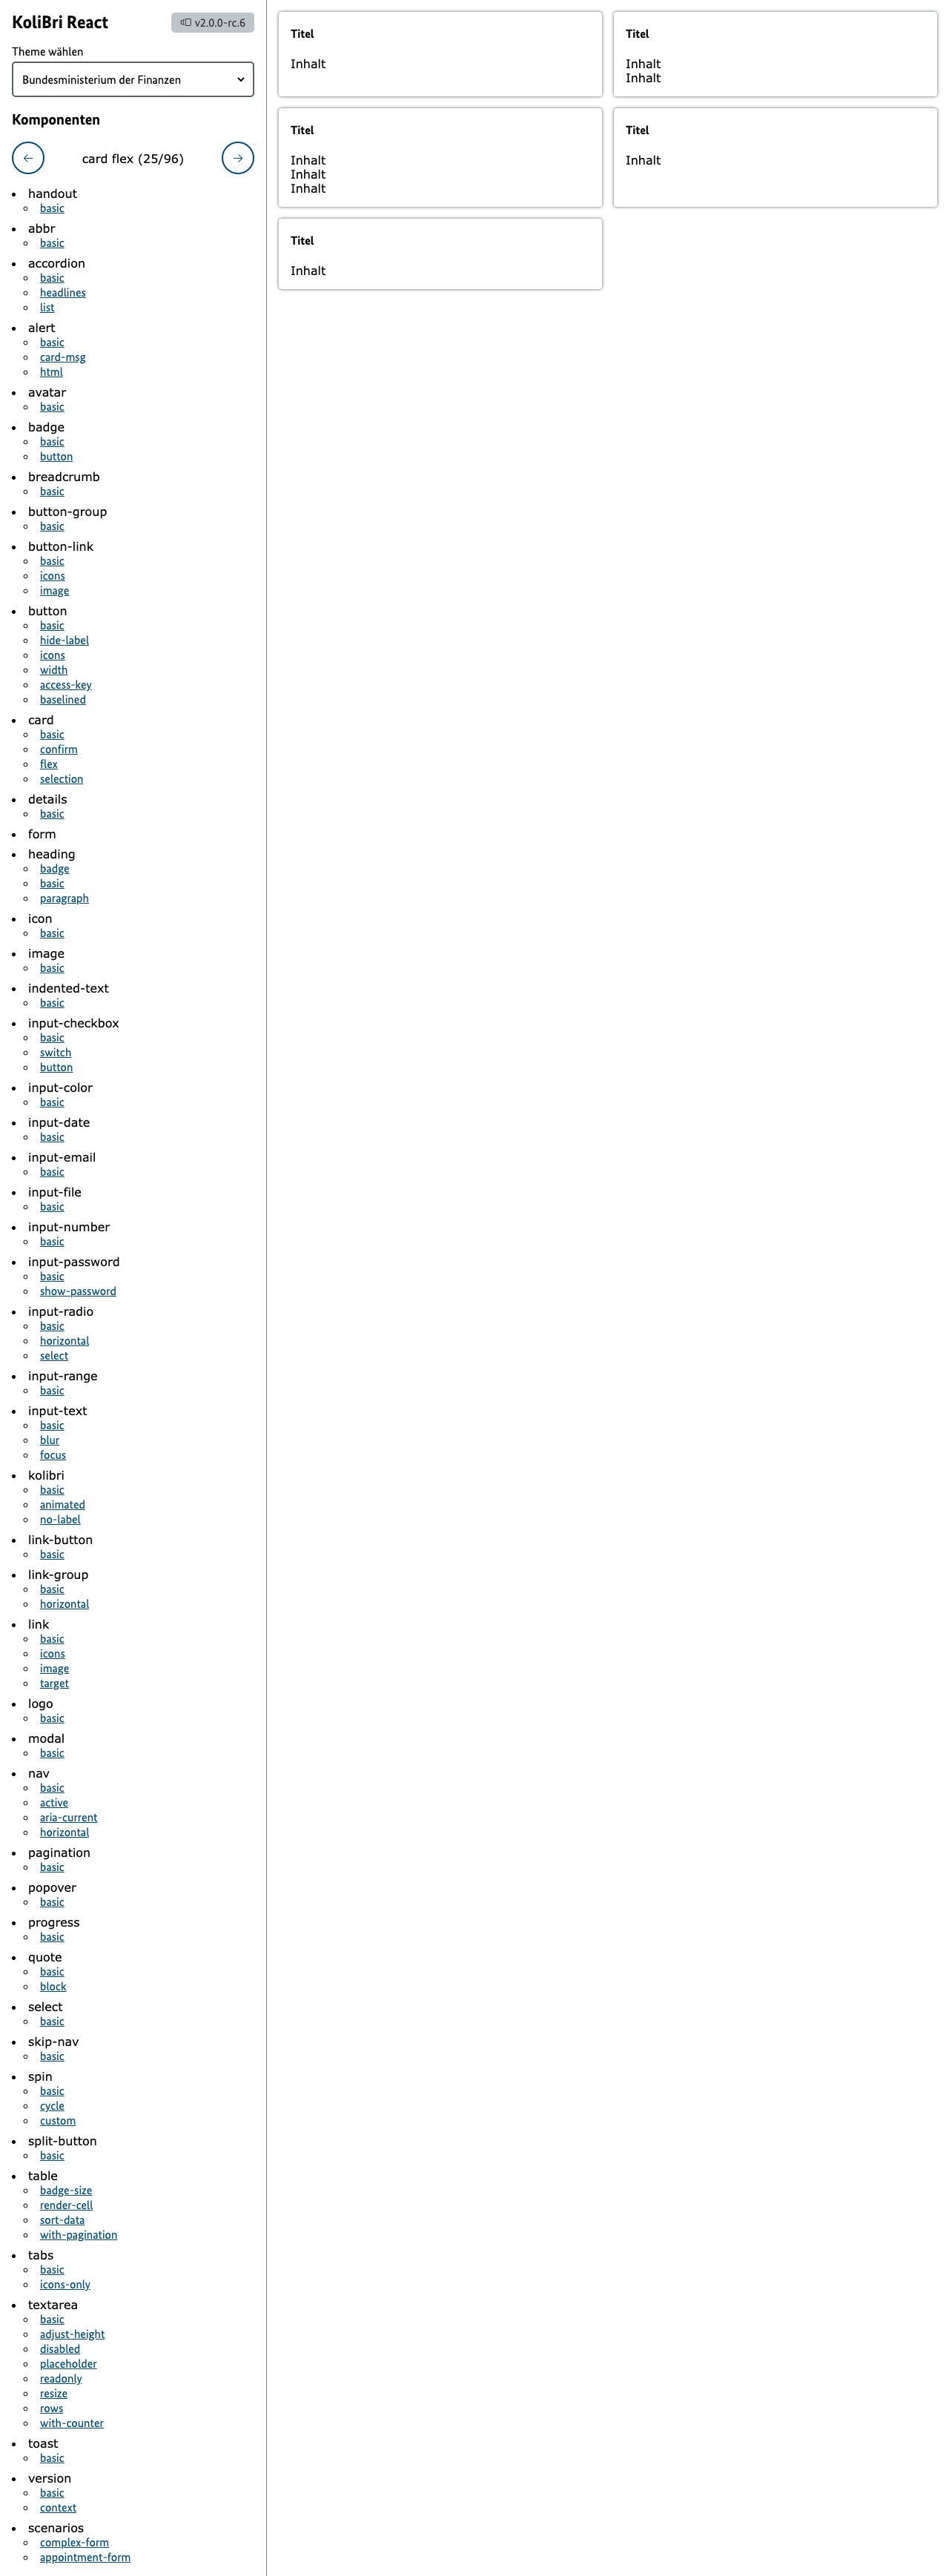 KoliBri React
v2.0.0-rc.6
Theme wählen
Bundesministerium der Finanzen
Komponenten
card flex (25/96)
handout
basic
abbr
basic
accordion
basic
headlines
list
alert
basic
card-msg
html
avatar
basic
badge
basic
button
breadcrumb
basic
button-group
basic
button-link
basic
icons
image
button
basic
hide-label
icons
width
access-key
baselined
card
basic
confirm
flex
selection
details
basic
form
heading
badge
basic
paragraph
icon
basic
image
basic
indented-text
basic
input-checkbox
basic
switch
button
input-color
basic
input-date
basic
input-email
basic
input-file
basic
input-number
basic
input-password
basic
show-password
input-radio
basic
horizontal
select
input-range
basic
input-text
basic
blur
focus
kolibri
basic
animated
no-label
link-button
basic
link-group
basic
horizontal
link
basic
icons
image
target
logo
basic
modal
basic
nav
basic
active
aria-current
horizontal
pagination
basic
popover
basic
progress
basic
quote
basic
block
select
basic
skip-nav
basic
spin
basic
cycle
custom
split-button
basic
table
badge-size
render-cell
sort-data
with-pagination
tabs
basic
icons-only
textarea
basic
adjust-height
disabled
placeholder
readonly
resize
rows
with-counter
toast
basic
version
basic
context
scenarios
complex-form
appointment-form
Titel
Inhalt
Titel
Inhalt
Inhalt
Titel
Inhalt
Inhalt
Inhalt
Titel
Inhalt
Titel
Inhalt